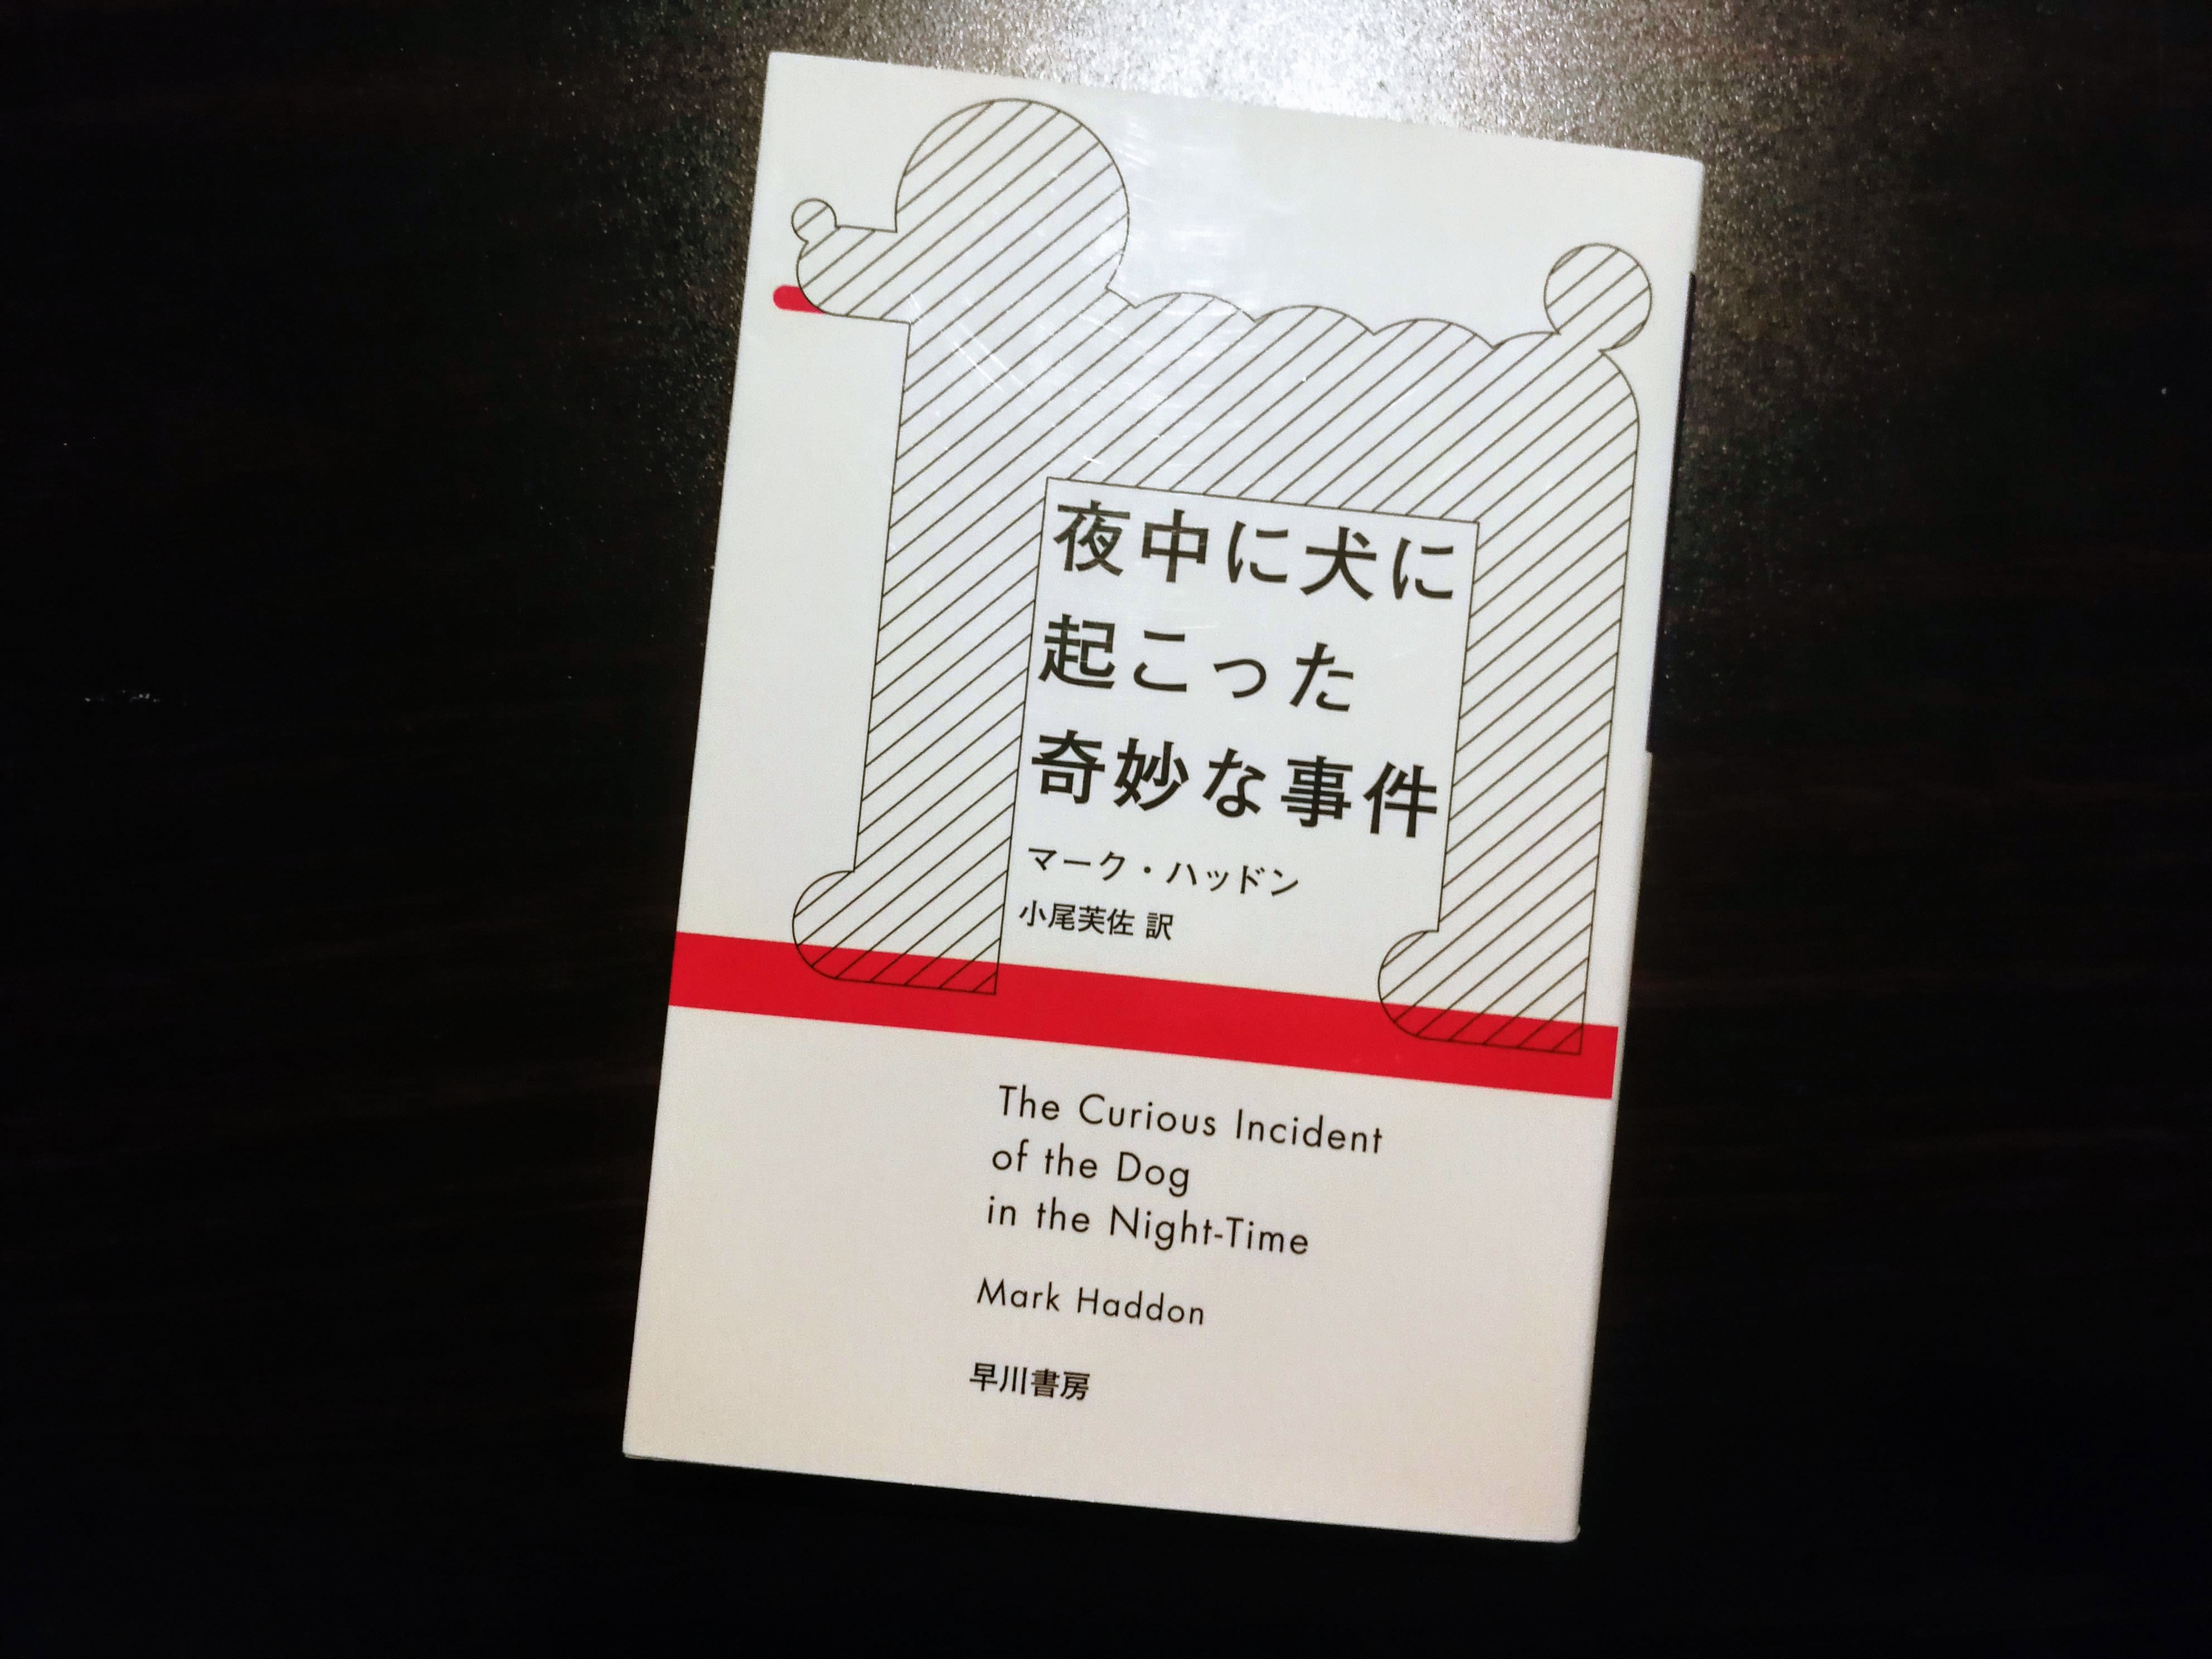 夜中に犬に
起こった
奇妙な事件
マーク・ハッドン
小尾芙佐 訳
The Curious Incident
of the Dog
in the Night-Time
Mark Haddon
早川書房